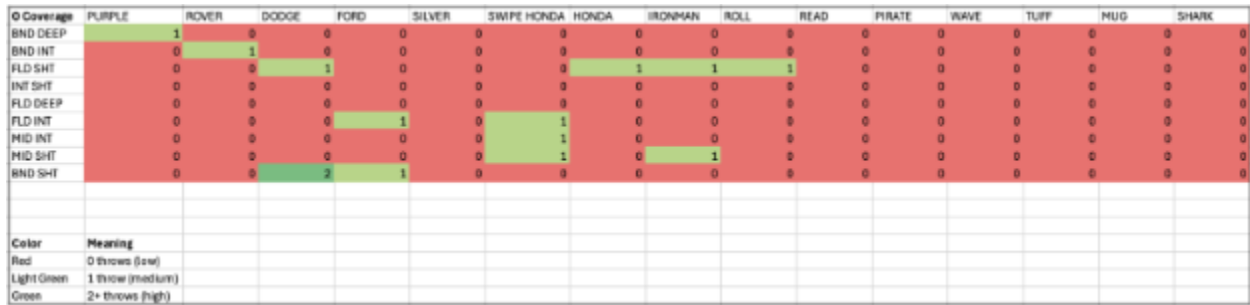 O Coverage PURPLE ROVER DODGE FORD SILVER SWIPE HONDA HONDA IRONMAN ROLL READ PIRATE WAVE TUFF MUG SHARK
BND DEEP 1 0 0 0 0 0 0 0 0 0 0 0 0 0 0
BND INT 0 1 0 0 0 0 0 0 0 0 0 0 0 0 0
FLD SHT 0 0 1 0 0 0 1 1 1 0 0 0 0 0 0
INT SHT 0 0 0 0 0 0 0 0 0 0 0 0 0 0 0
FLD DEEP 0 0 0 0 0 0 0 0 0 0 0 0 0 0 0
FLD INT 0 0 0 1 0 1 0 0 0 0 0 0 0 0 0
MID INT 0 0 0 0 0 1 0 0 0 0 0 0 0 0 0
MID SHT 0 0 0 0 0 1 0 1 0 0 0 0 0 0 0
BND SHT 0 0 2 1 0 0 0 0 0 0 0 0 0 0 0
Color Meaning
Red 0 throws (low)
Light Green 1 throw (medium)
Green 2+ throws (high)